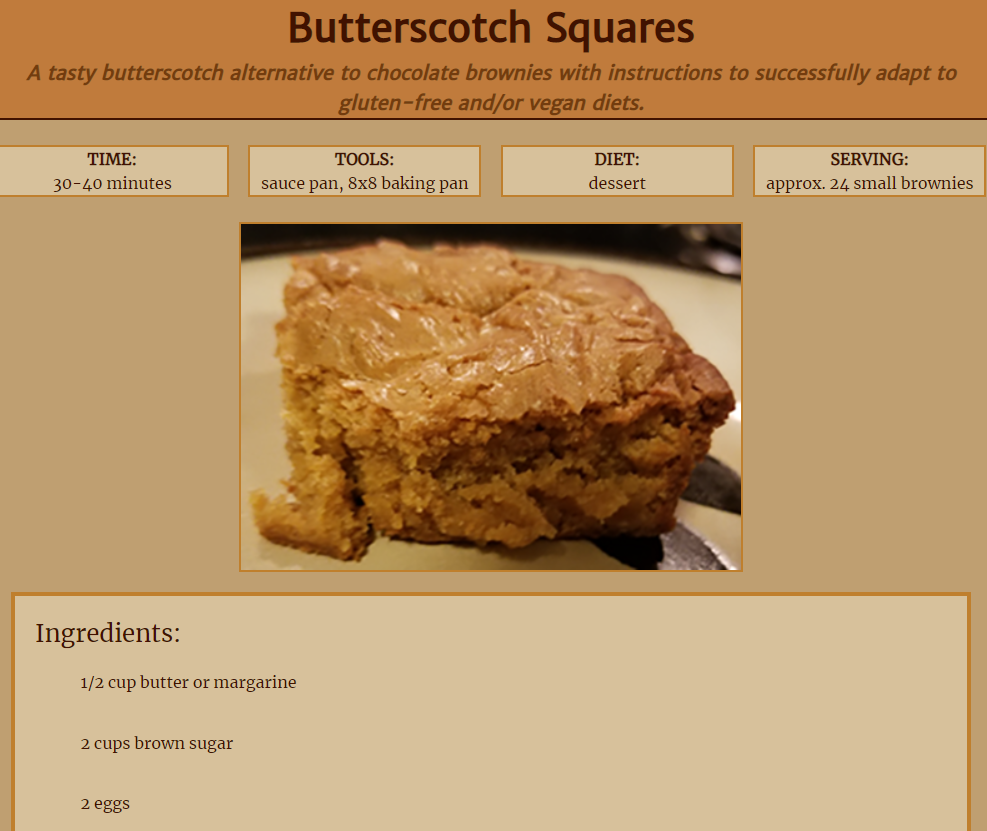 Butterscotch Squares
A tasty butterscotch alternative to chocolate brownies with instructions to successfully adapt to
gluten-free and/or vegan diets.
TIME:
30-40 minutes
TOOLS:
sauce pan, 8x8 baking pan
DIET:
dessert
SERVING:
approx. 24 small brownies
Ingredients:
1/2 cup butter or margarine
2 cups brown sugar
2 eggs